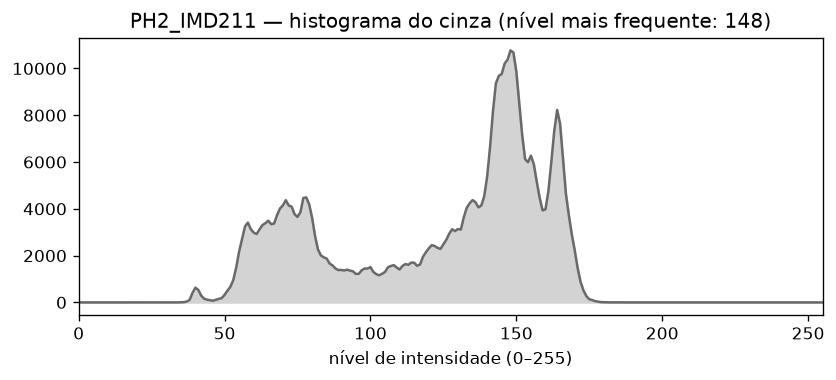 PH2_IMD211 — histograma do cinza (nível mais frequente: 148)
10000
8000
6000
4000
2000
0
0 50 100 150 200 250
nível de intensidade (0–255)